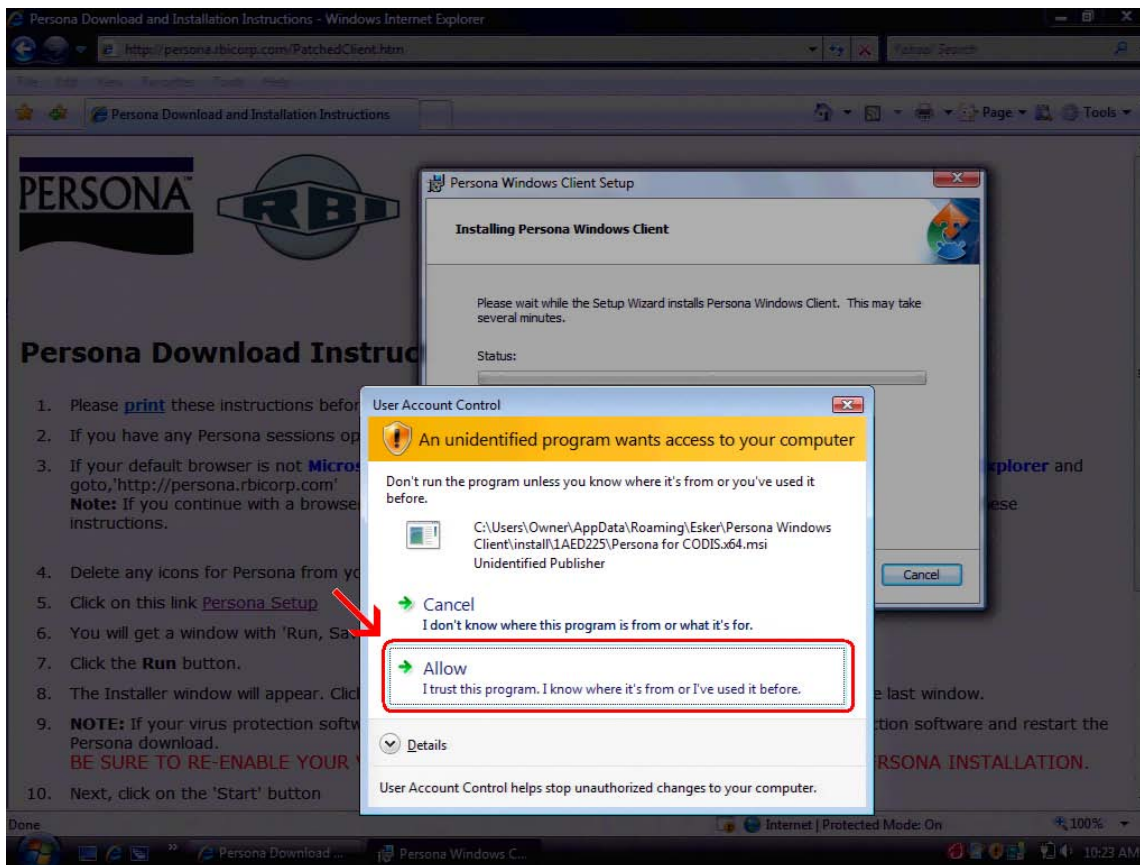 Persona Download and Installation Instructions - Windows Internet Explorer
http://persona.rbicorp.com/PatchedClient.htm
Yahoo! Search
File Edit View Favorites Tools Help
Persona Download and Installation Instructions
Page
Tools
PERSONA™
RBI
Persona Windows Client Setup
Installing Persona Windows Client
Please wait while the Setup Wizard installs Persona Windows Client. This may take
several minutes.
Status:
Cancel
Persona Download Instruc
1. Please print these instructions befor
2. If you have any Persona sessions op
3. If your default browser is not Micros
xplorer and
goto,'http://persona.rbicorp.com'
Note: If you continue with a browse
ese
instructions.
4. Delete any icons for Persona from yo
5. Click on this link Persona Setup
6. You will get a window with 'Run, Sav
7. Click the Run button.
8. The Installer window will appear. Clic
e last window.
9. NOTE: If your virus protection softw
ction software and restart the
Persona download.
BE SURE TO RE-ENABLE YOUR V
RSONA INSTALLATION.
10. Next, click on the 'Start' button
User Account Control
An unidentified program wants access to your computer
Don't run the program unless you know where it's from or you've used it
before.
C:\Users\Owner\AppData\Roaming\Esker\Persona Windows
Client\install\1AED225\Persona for CODIS.x64.msi
Unidentified Publisher
Cancel
I don't know where this program is from or what it's for.
Allow
I trust this program. I know where it's from or I've used it before.
Details
User Account Control helps stop unauthorized changes to your computer.
Done
Internet | Protected Mode: On
100%
Persona Download ...
Persona Windows C...
10:23 AM